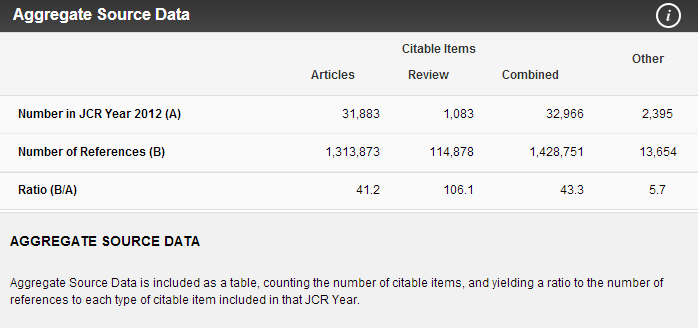 Aggregate Source Data i
Citable Items Other
Articles Review Combined
Number in JCR Year 2012 (A) 31,883 1,083 32,966 2,395
Number of References (B) 1,313,873 114,878 1,428,751 13,654
Ratio (B/A) 41.2 106.1 43.3 5.7
AGGREGATE SOURCE DATA
Aggregate Source Data is included as a table, counting the number of citable items, and yielding a ratio to the number of
references to each type of citable item included in that JCR Year.